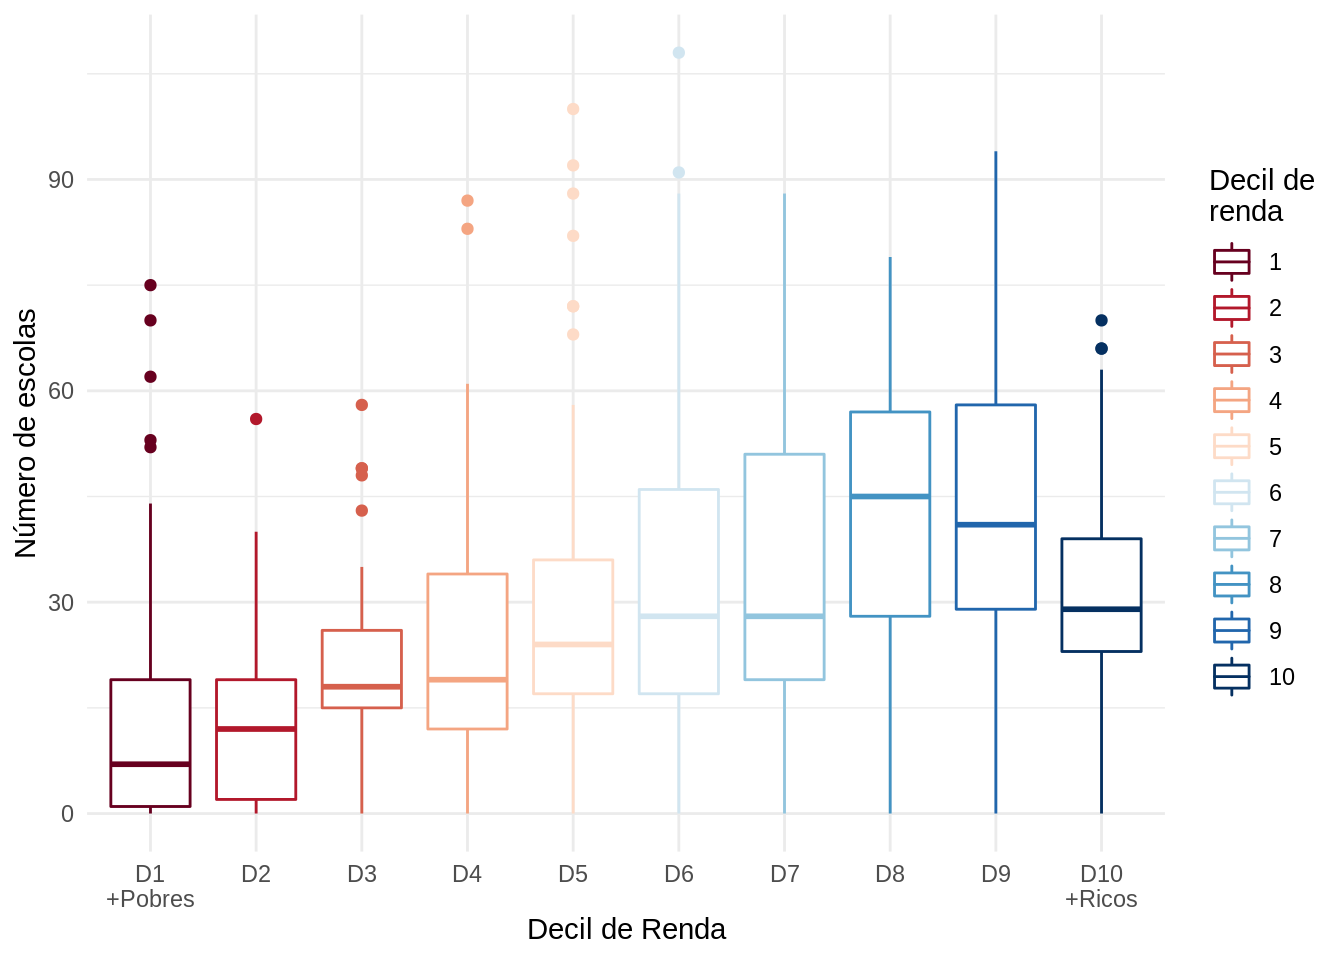 90
60
30
0
Número de escolas
D1
+Pobres
D2
D3
D4
D5
D6
D7
D8
D9
D10
+Ricos
Decil de Renda
Decil de
renda
1
2
3
4
5
6
7
8
9
10